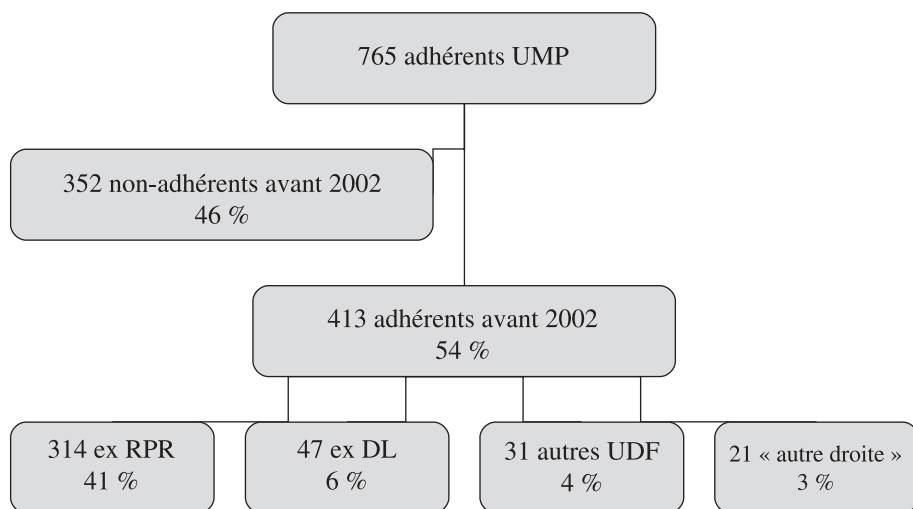 765 adhérents UMP
352 non-adhérents avant 2002
46 %
413 adhérents avant 2002
54 %
314 ex RPR
41 %
47 ex DL
6 %
31 autres UDF
4 %
21 « autre droite »
3 %